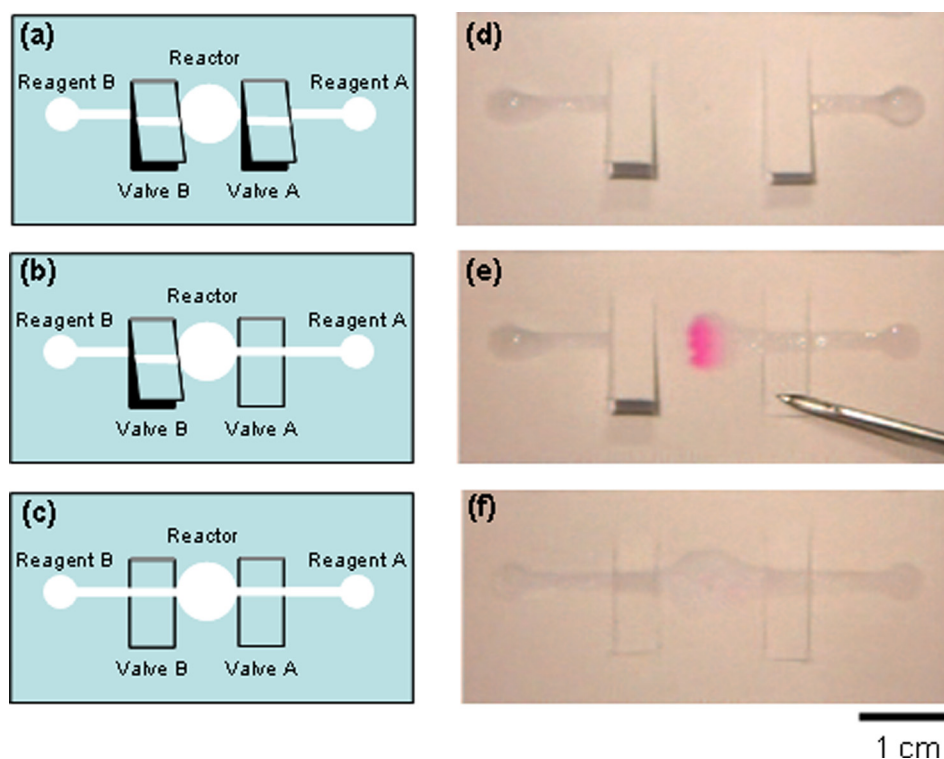 (a)
Reactor
Reagent B
Reagent A
Valve B
Valve A
(d)
(b)
Reactor
Reagent B
Reagent A
Valve B
Valve A
(e)
(c)
Reactor
Reagent B
Reagent A
Valve B
Valve A
(f)
1 cm